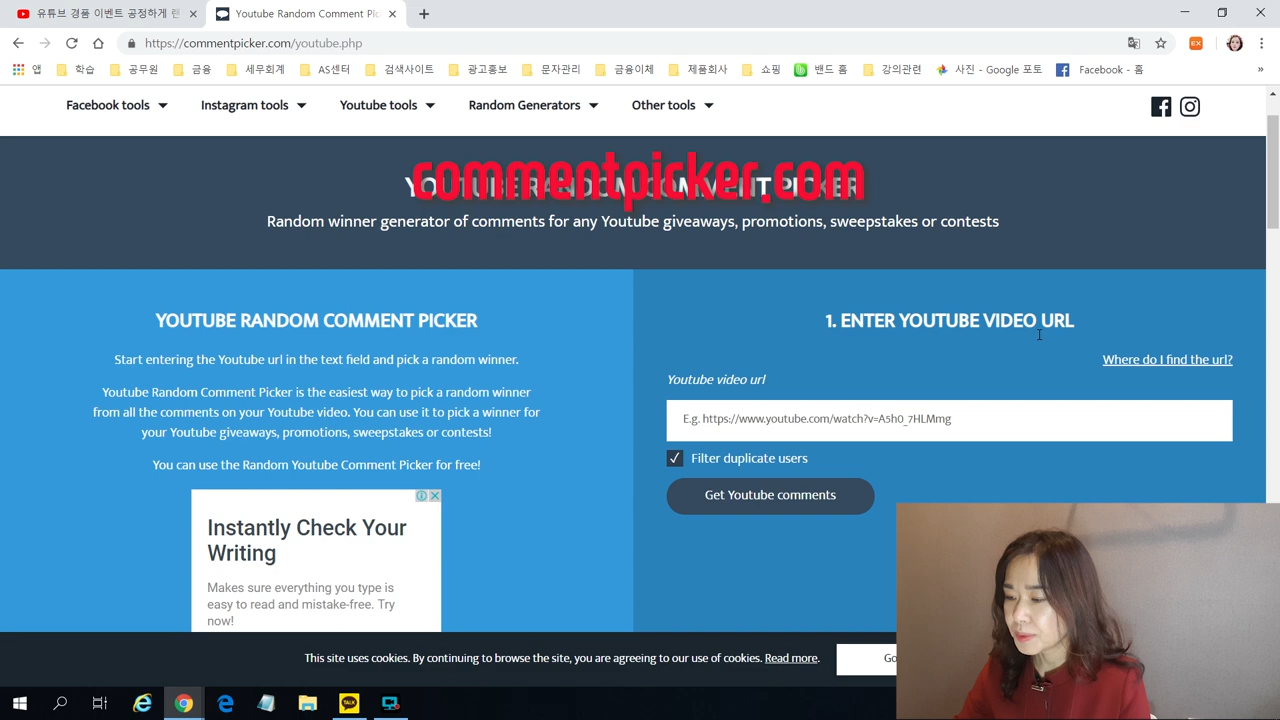 유튜브 경품 이벤트 공정하게 랜
Youtube Random Comment Pic
https://commentpicker.com/youtube.php
앱
학습
공무원
금융
세무회계
AS센터
검색사이트
광고홍보
문자관리
금융이체
제품회사
쇼핑
밴드 홈
강의관련
사진 - Google 포토
Facebook - 홈
»
Facebook tools
Instagram tools
Youtube tools
Random Generators
Other tools
commentpicker.com
YOUTUBE RANDOM COMMENT PICKER
Random winner generator of comments for any Youtube giveaways, promotions, sweepstakes or contests
YOUTUBE RANDOM COMMENT PICKER
Start entering the Youtube url in the text field and pick a random winner.
Youtube Random Comment Picker is the easiest way to pick a random winner
from all the comments on your Youtube video. You can use it to pick a winner for
your Youtube giveaways, promotions, sweepstakes or contests!
You can use the Random Youtube Comment Picker for free!
Instantly Check Your
Writing
Makes sure everything you type is
easy to read and mistake-free. Try
now!
1. ENTER YOUTUBE VIDEO URL
Where do I find the url?
Youtube video url
E.g. https://www.youtube.com/watch?v=A5h0_7HLMmg
Filter duplicate users
Get Youtube comments
This site uses cookies. By continuing to browse the site, you are agreeing to our use of cookies. Read more.
Go
EX
TALK